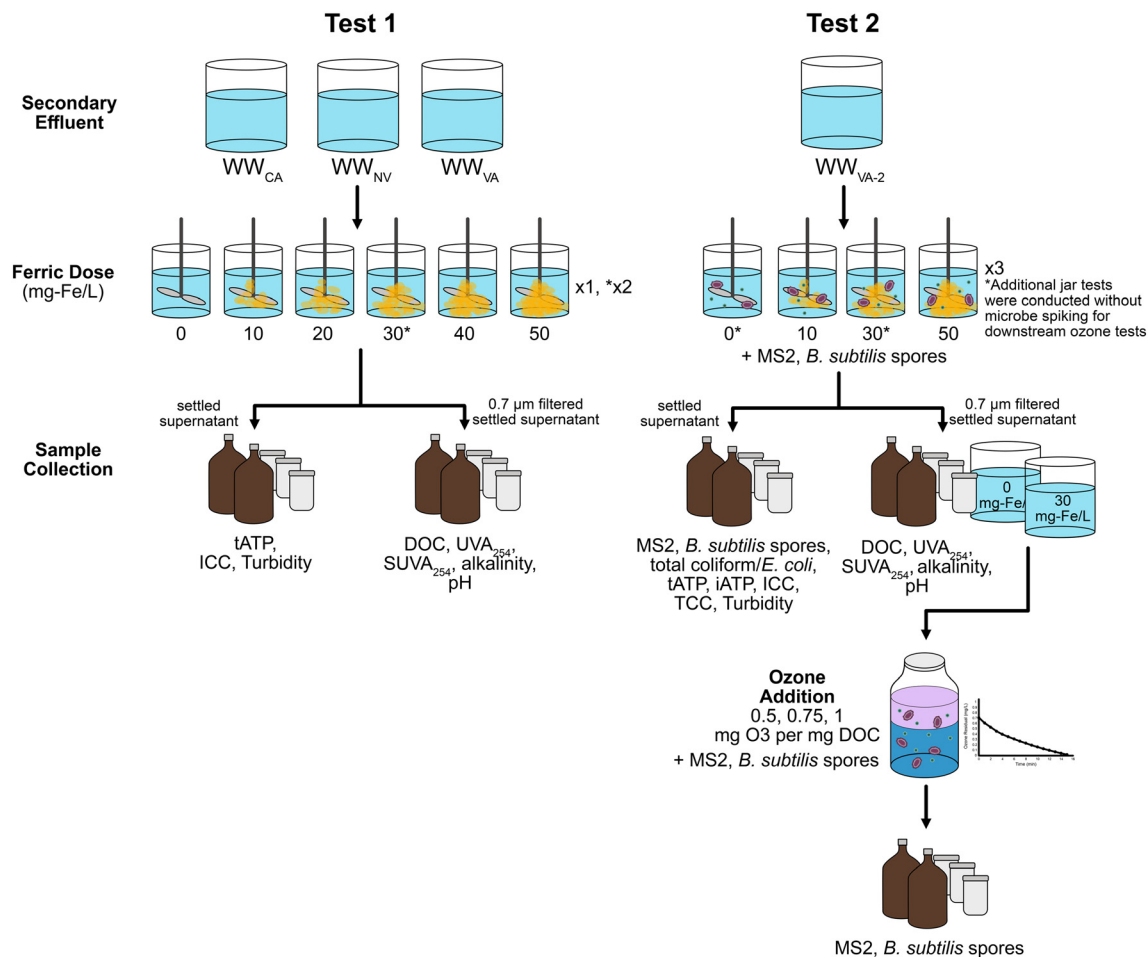 Test 1
Test 2
Secondary
Effluent
WWCA
WWNV
WWVA
WWVA-2
Ferric Dose
(mg-Fe/L)
0
10
20
30*
40
50
x1, *x2
0*
10
30*
50
x3
*Additional jar tests
were conducted without
microbe spiking for
downstream ozone tests
+ MS2, B. subtilis spores
Sample
Collection
settled
supernatant
0.7 µm filtered
settled supernatant
settled
supernatant
0.7 µm filtered
settled supernatant
0
mg-Fe/
30
mg-Fe/L
tATP,
ICC, Turbidity
DOC, UVA254,
SUVA254, alkalinity,
pH
MS2, B. subtilis spores,
total coliform/E. coli,
tATP, iATP, ICC,
TCC, Turbidity
DOC, UVA254,
SUVA254, alkalinity,
pH
Ozone
Addition
0.5, 0.75, 1
mg O3 per mg DOC
+ MS2, B. subtilis spores
Ozone Residual (mg/L)
Time (min)
MS2, B. subtilis spores